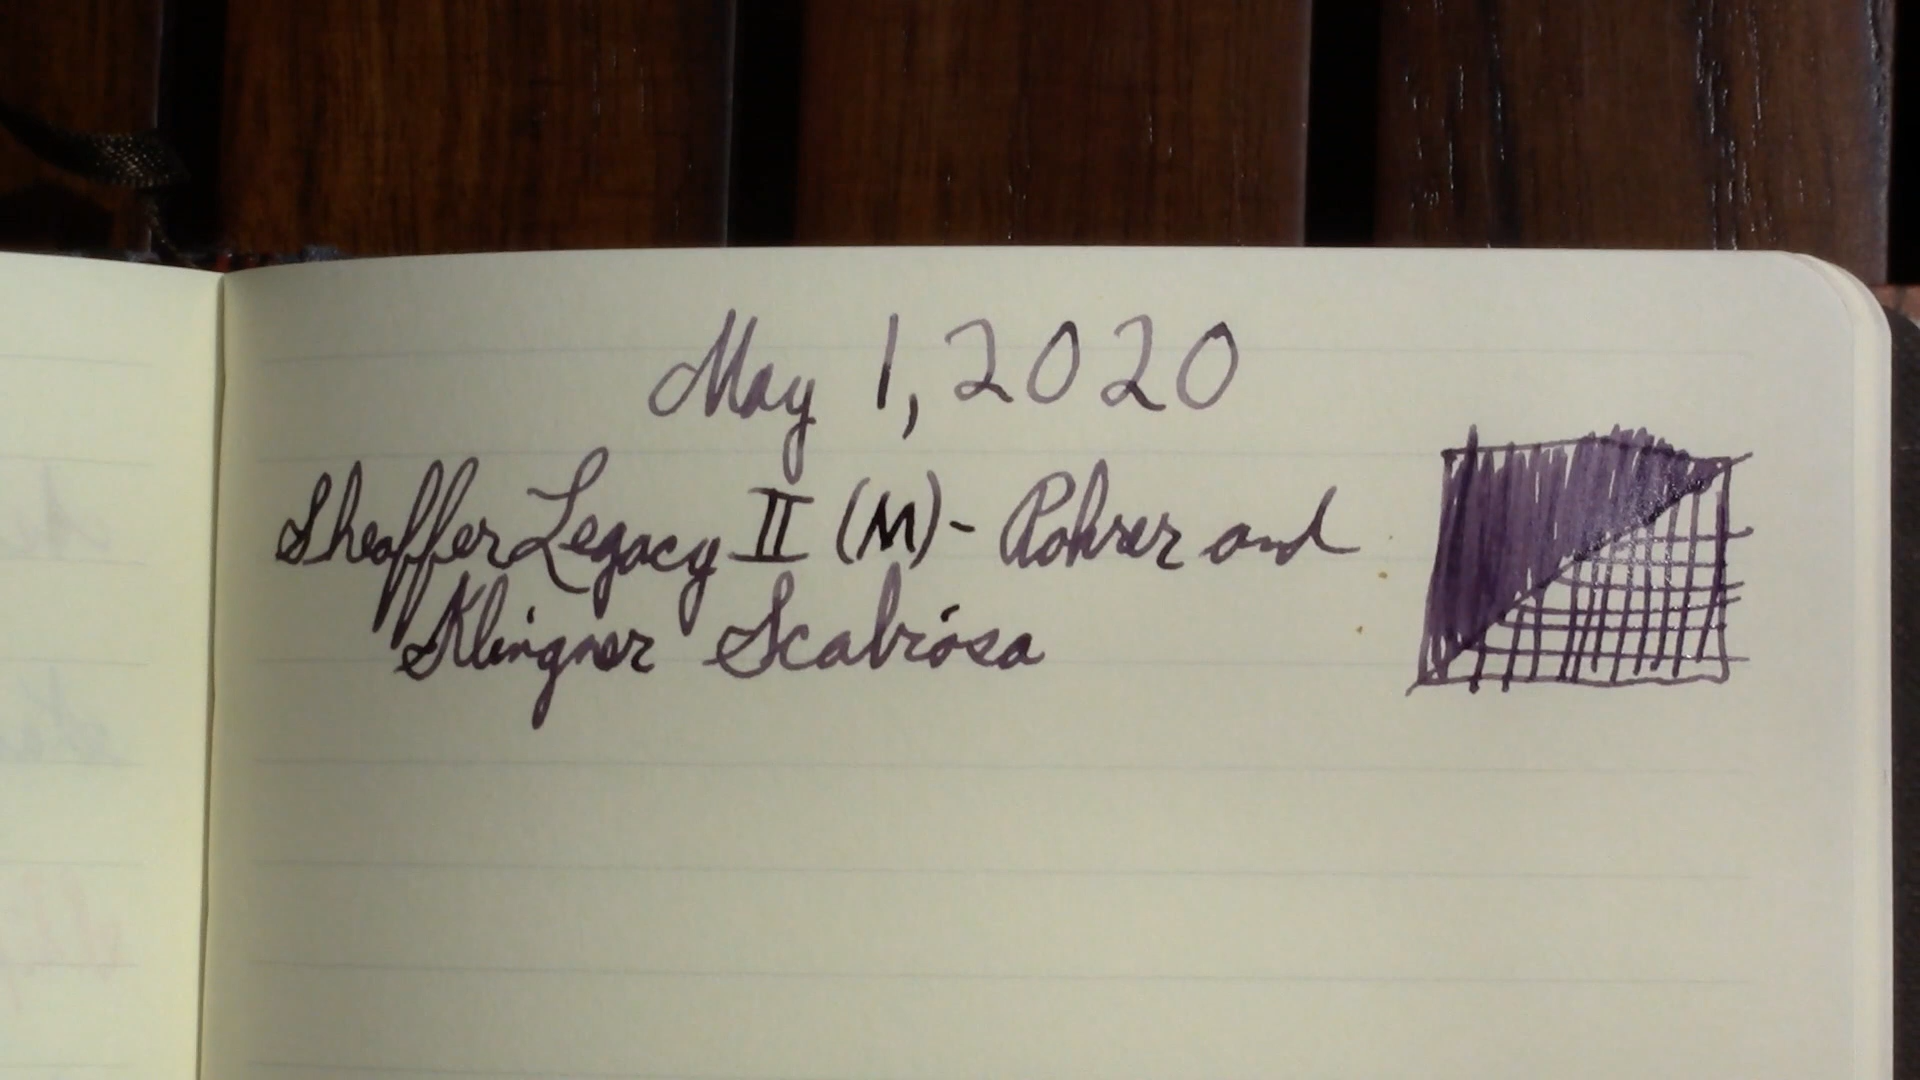 May 1, 2020
Sheaffer Legacy II (M) - Rohrer and
Klingner Scabiosa